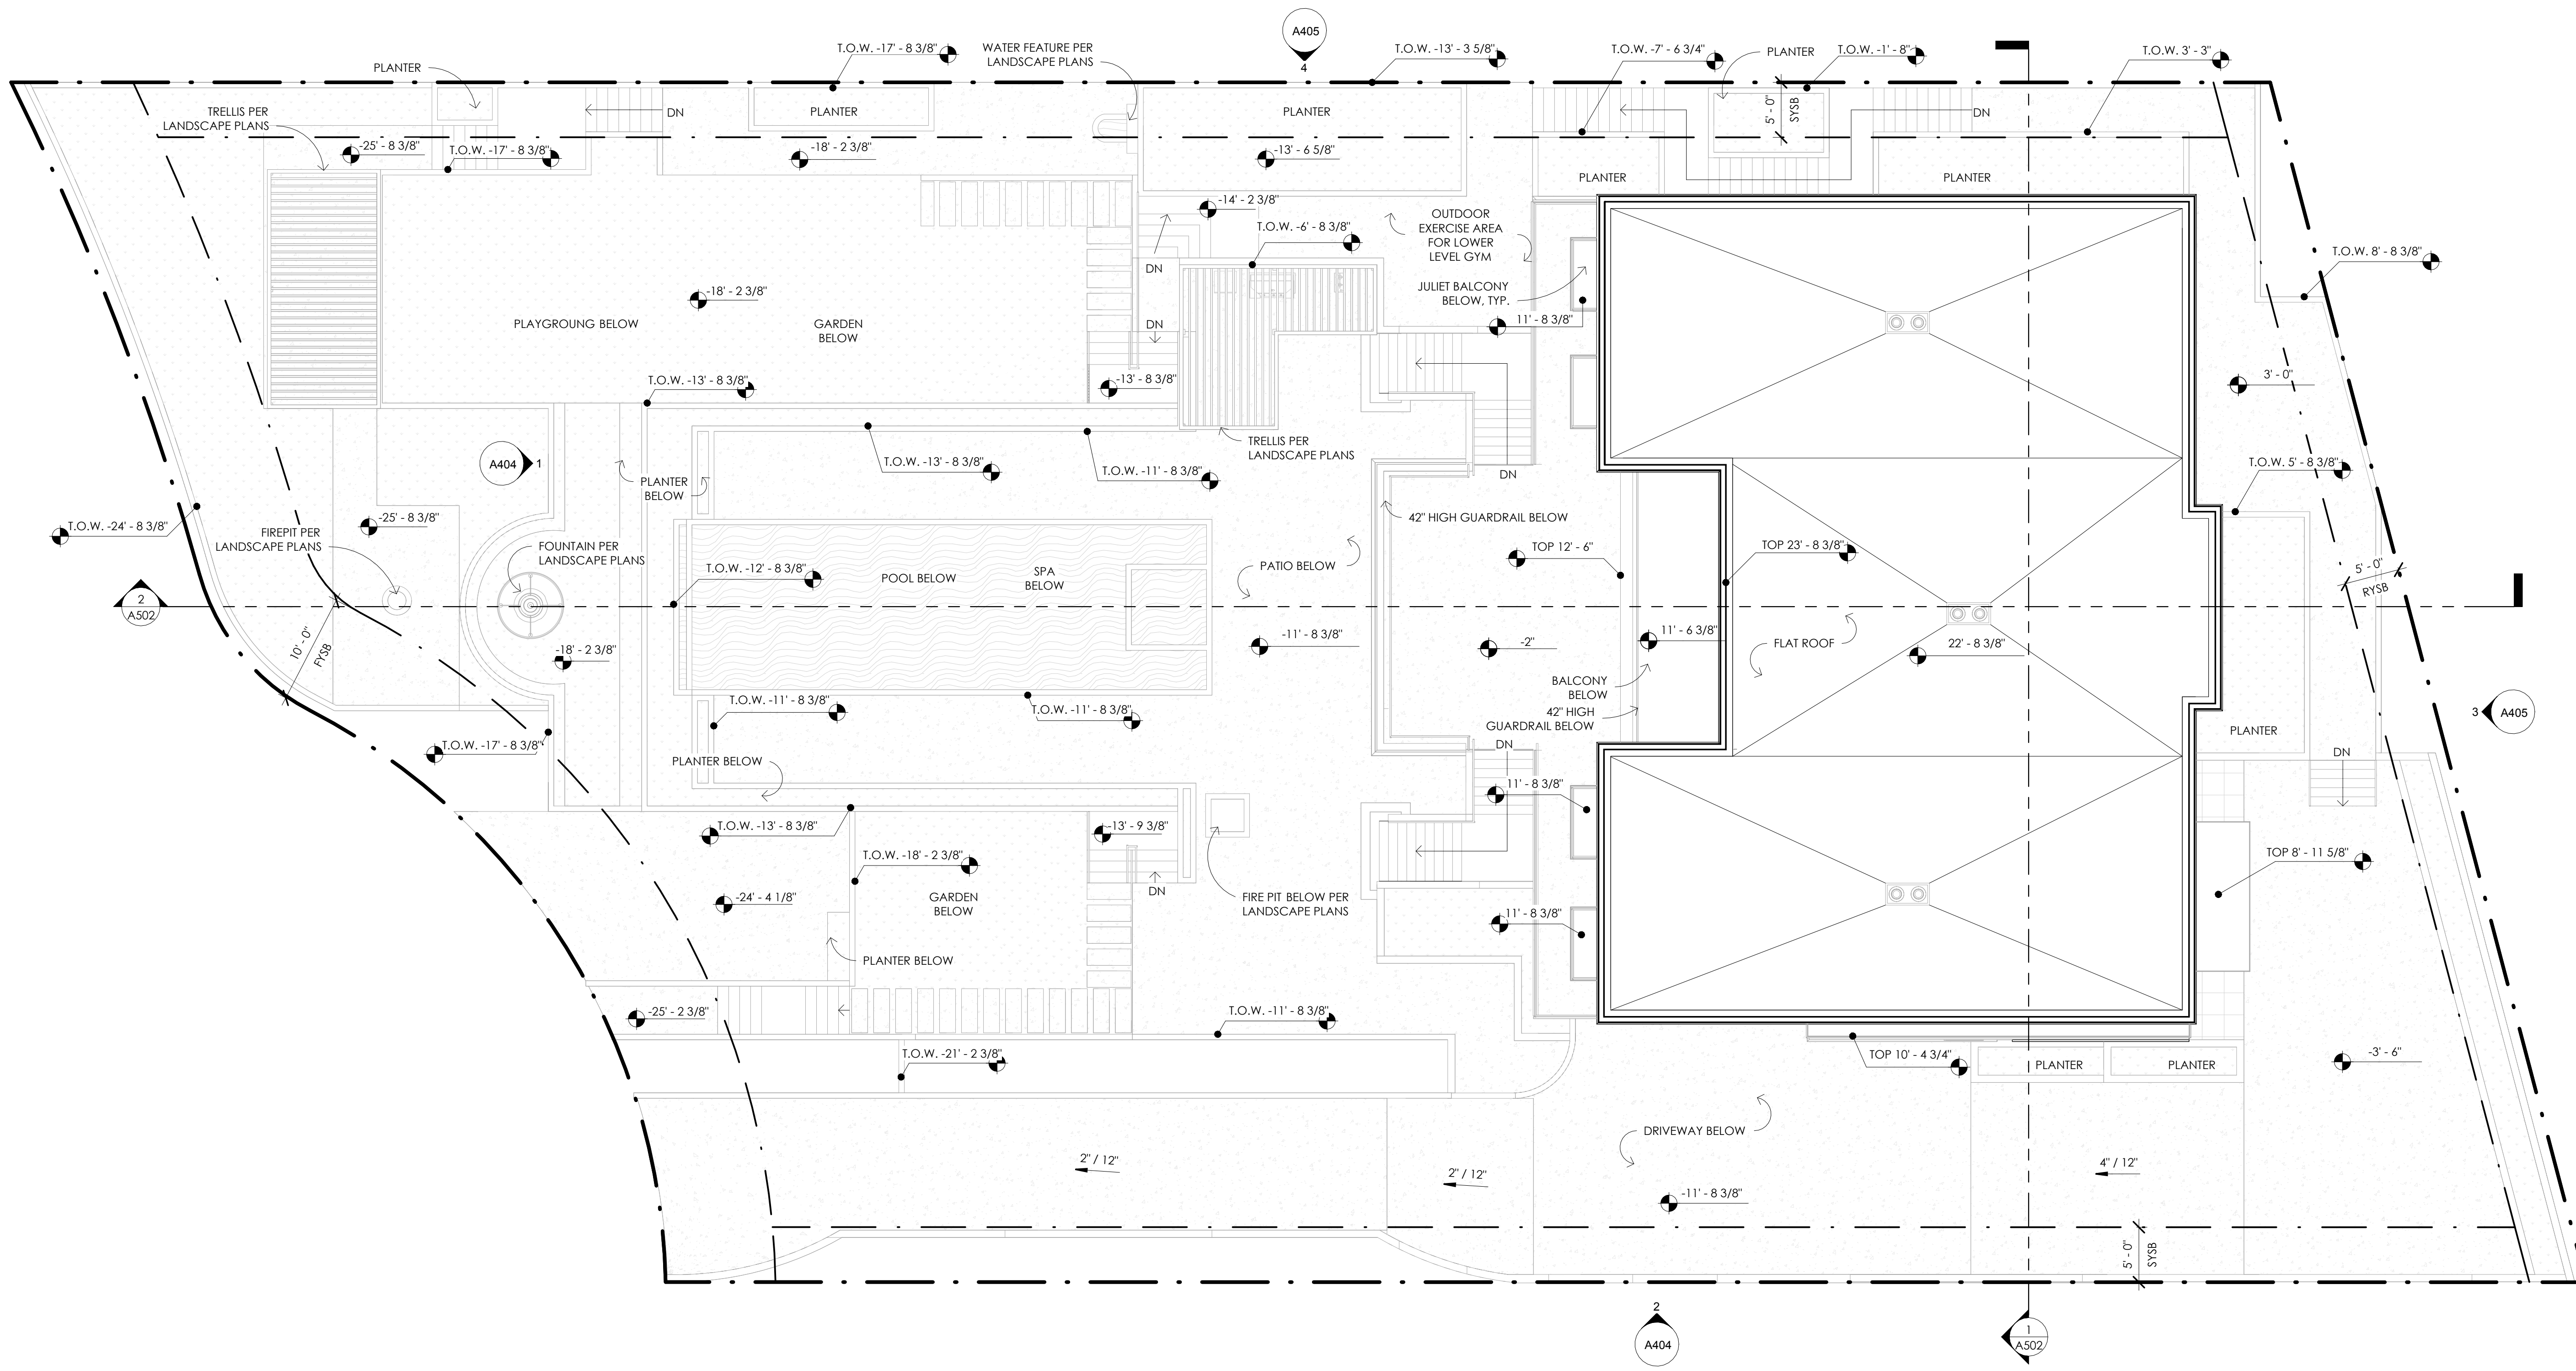 A405
4
T.O.W. -17' - 8 3/8"
WATER FEATURE PER
LANDSCAPE PLANS
T.O.W. -13' - 3 5/8"
T.O.W. -7' - 6 3/4"
PLANTER
T.O.W. -1' - 8"
T.O.W. 3' - 3"
PLANTER
TRELLIS PER
LANDSCAPE PLANS
DN
PLANTER
PLANTER
5' - 0"
SYSB
DN
-25' - 8 3/8"
T.O.W. -17' - 8 3/8"
-18' - 2 3/8"
-13' - 6 5/8"
PLANTER
PLANTER
-14' - 2 3/8"
T.O.W. -6' - 8 3/8"
OUTDOOR
EXERCISE AREA
FOR LOWER
LEVEL GYM
T.O.W. 8' - 8 3/8"
DN
-18' - 2 3/8"
JULIET BALCONY
BELOW, TYP.
PLAYGROUNG BELOW
GARDEN
BELOW
DN
11' - 8 3/8"
T.O.W. -13' - 8 3/8"
-13' - 8 3/8"
3' - 0"
A404
1
T.O.W. -13' - 8 3/8"
T.O.W. -11' - 8 3/8"
TRELLIS PER
LANDSCAPE PLANS
DN
T.O.W. 5' - 8 3/8"
PLANTER
BELOW
T.O.W. -24' - 8 3/8"
-25' - 8 3/8"
FIREPIT PER
LANDSCAPE PLANS
FOUNTAIN PER
LANDSCAPE PLANS
42" HIGH GUARDRAIL BELOW
TOP 12' - 6"
TOP 23' - 8 3/8"
T.O.W. -12' - 8 3/8"
POOL BELOW
SPA
BELOW
PATIO BELOW
5' - 0"
RYSB
2
A502
10' - 0"
FYSB
-18' - 2 3/8"
-11' - 8 3/8"
-2"
11' - 6 3/8"
FLAT ROOF
22' - 8 3/8"
BALCONY
BELOW
42" HIGH
GUARDRAIL BELOW
T.O.W. -11' - 8 3/8"
T.O.W. -11' - 8 3/8"
3
A405
PLANTER
T.O.W. -17' - 8 3/8"
PLANTER BELOW
DN
DN
11' - 8 3/8"
T.O.W. -13' - 8 3/8"
-13' - 9 3/8"
T.O.W. -18' - 2 3/8"
TOP 8' - 11 5/8"
DN
-24' - 4 1/8"
GARDEN
BELOW
FIRE PIT BELOW PER
LANDSCAPE PLANS
11' - 8 3/8"
PLANTER BELOW
-25' - 2 3/8"
T.O.W. -11' - 8 3/8"
T.O.W. -21' - 2 3/8"
TOP 10' - 4 3/4"
PLANTER
PLANTER
-3' - 6"
DRIVEWAY BELOW
2" / 12"
2" / 12"
4" / 12"
-11' - 8 3/8"
5' - 0"
SYSB
2
A404
1
A502